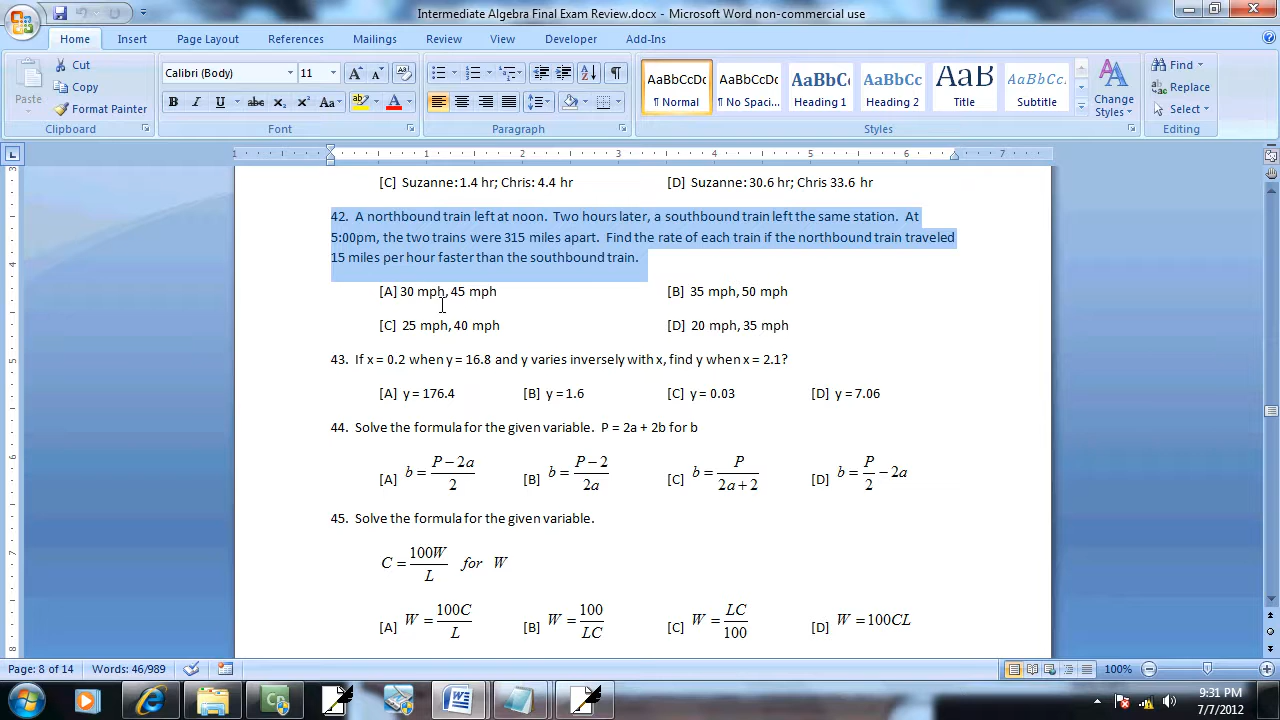 Intermediate Algebra Final Exam Review.docx - Microsoft Word non-commercial use
Home Insert Page Layout References Mailings Review View Developer Add-Ins
Paste
Cut
Copy
Format Painter
Clipboard
Calibri (Body) 11
Font
Paragraph
AaBbCcDc AaBbCcDc AaBbCc AaBbCc AaB AaBbCc.
¶ Normal ¶ No Spaci... Heading 1 Heading 2 Title Subtitle
Change Styles
Styles
Find
Replace
Select
Editing
1 1 2 3 4 5 6 7
[C] Suzanne: 1.4 hr; Chris: 4.4 hr [D] Suzanne: 30.6 hr; Chris 33.6 hr
42. A northbound train left at noon. Two hours later, a southbound train left the same station. At
5:00pm, the two trains were 315 miles apart. Find the rate of each train if the northbound train traveled
15 miles per hour faster than the southbound train.
[A] 30 mph, 45 mph [B] 35 mph, 50 mph
[C] 25 mph, 40 mph [D] 20 mph, 35 mph
43. If x = 0.2 when y = 16.8 and y varies inversely with x, find y when x = 2.1?
[A] y = 176.4 [B] y = 1.6 [C] y = 0.03 [D] y = 7.06
44. Solve the formula for the given variable. P = 2a + 2b for b
[A] b = (P − 2a)/2 [B] b = (P − 2)/2a [C] b = P/(2a + 2) [D] b = P/2 − 2a
45. Solve the formula for the given variable.
C = 100W/L for W
[A] W = 100C/L [B] W = 100/LC [C] W = LC/100 [D] W = 100CL
Page: 8 of 14 Words: 46/989 100%
9:31 PM
7/7/2012